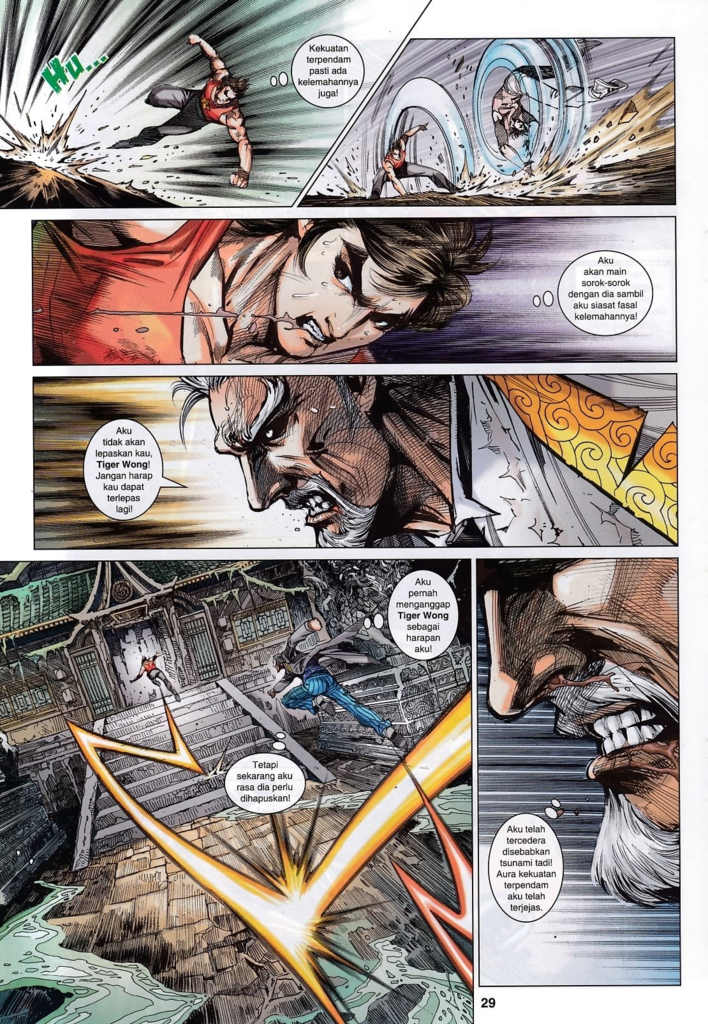 Hu...
Kekuatan
terpendam
pasti ada
kelemahannya
juga!
Aku
akan main
sorok-sorok
dengan dia sambil
aku siasat fasal
kelemahannya!
Aku
tidak akan
lepaskan kau,
Tiger Wong!
Jangan harap
kau dapat
terlepas
lagi!
Aku
pernah
menganggap
Tiger Wong
sebagai
harapan
aku!
Tetapi
sekarang aku
rasa dia perlu
dihapuskan!
Aku telah
tercedera
disebabkan
tsunami tadi!
Aura kekuatan
terpendam
aku telah
terjejas.
29